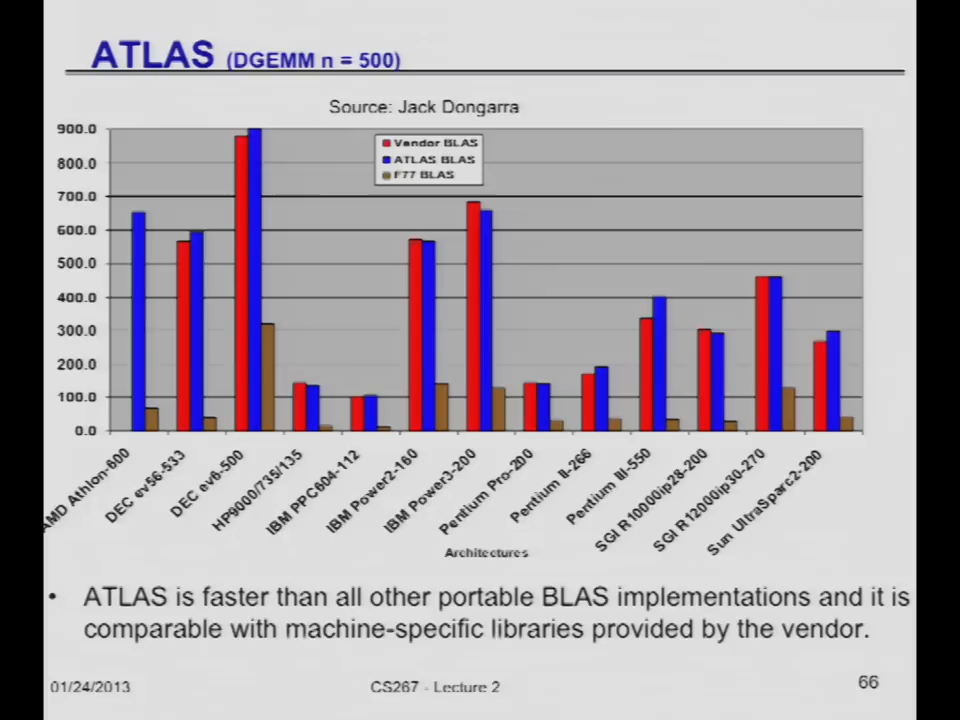 ATLAS (DGEMM n = 500)
Source: Jack Dongarra
900.0
800.0
700.0
600.0
500.0
400.0
300.0
200.0
100.0
0.0
Vendor BLAS
ATLAS BLAS
F77 BLAS
AMD Athlon-600
DEC ev56-533
DEC ev6-500
HP9000/735/135
IBM PPC604-112
IBM Power2-160
IBM Power3-200
Pentium Pro-200
Pentium II-266
Pentium III-550
SGI R10000ip28-200
SGI R12000ip30-270
Sun UltraSparc2-200
Architectures
• ATLAS is faster than all other portable BLAS implementations and it is
comparable with machine-specific libraries provided by the vendor.
01/24/2013
CS267 - Lecture 2
66